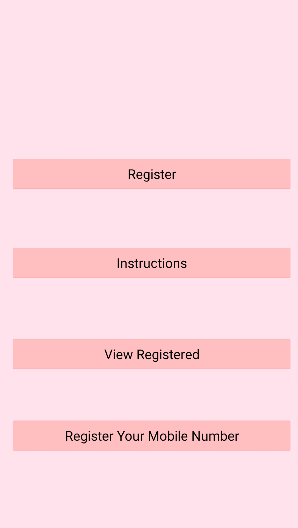 Register
Instructions
View Registered
Register Your Mobile Number